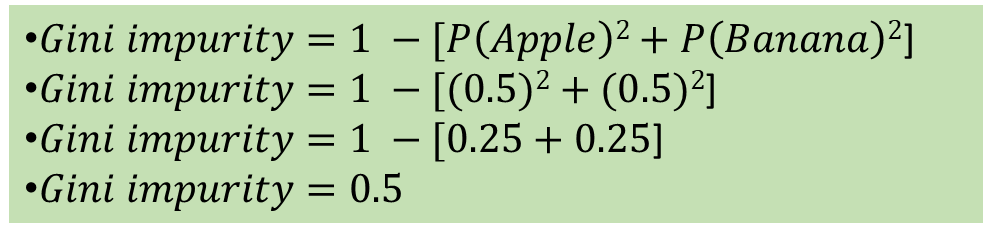 •Gini impurity = 1 − [P(Apple)² + P(Banana)²]
•Gini impurity = 1 − [(0.5)² + (0.5)²]
•Gini impurity = 1 − [0.25 + 0.25]
•Gini impurity = 0.5